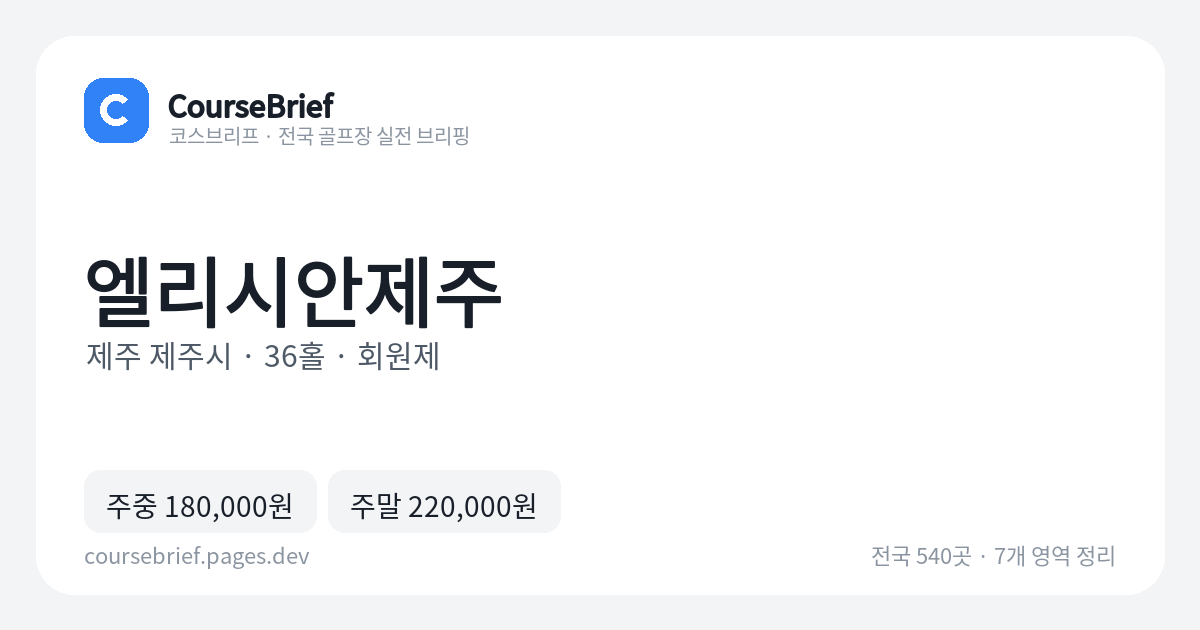 C
CourseBrief
코스브리프 · 전국 골프장 실전 브리핑
엘리시안제주
제주 제주시 · 36홀 · 회원제
주중 180,000원
주말 220,000원
coursebrief.pages.dev
전국 540곳 · 7개 영역 정리